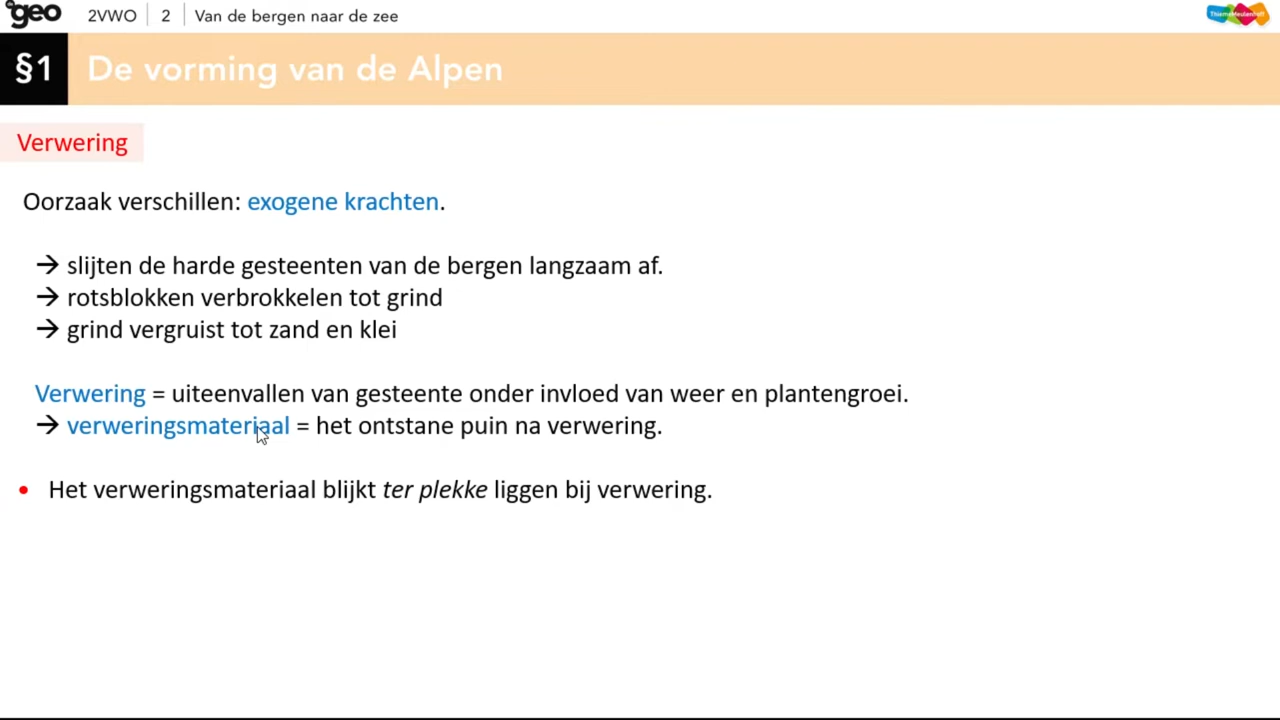 geo 2VWO 2 Van de bergen naar de zee
ThiemeMeulenhoff
§1 De vorming van de Alpen
Verwering
Oorzaak verschillen: exogene krachten.
→ slijten de harde gesteenten van de bergen langzaam af.
→ rotsblokken verbrokkelen tot grind
→ grind vergruist tot zand en klei
Verwering = uiteenvallen van gesteente onder invloed van weer en plantengroei.
→ verweringsmateriaal = het ontstane puin na verwering.
• Het verweringsmateriaal blijkt ter plekke liggen bij verwering.